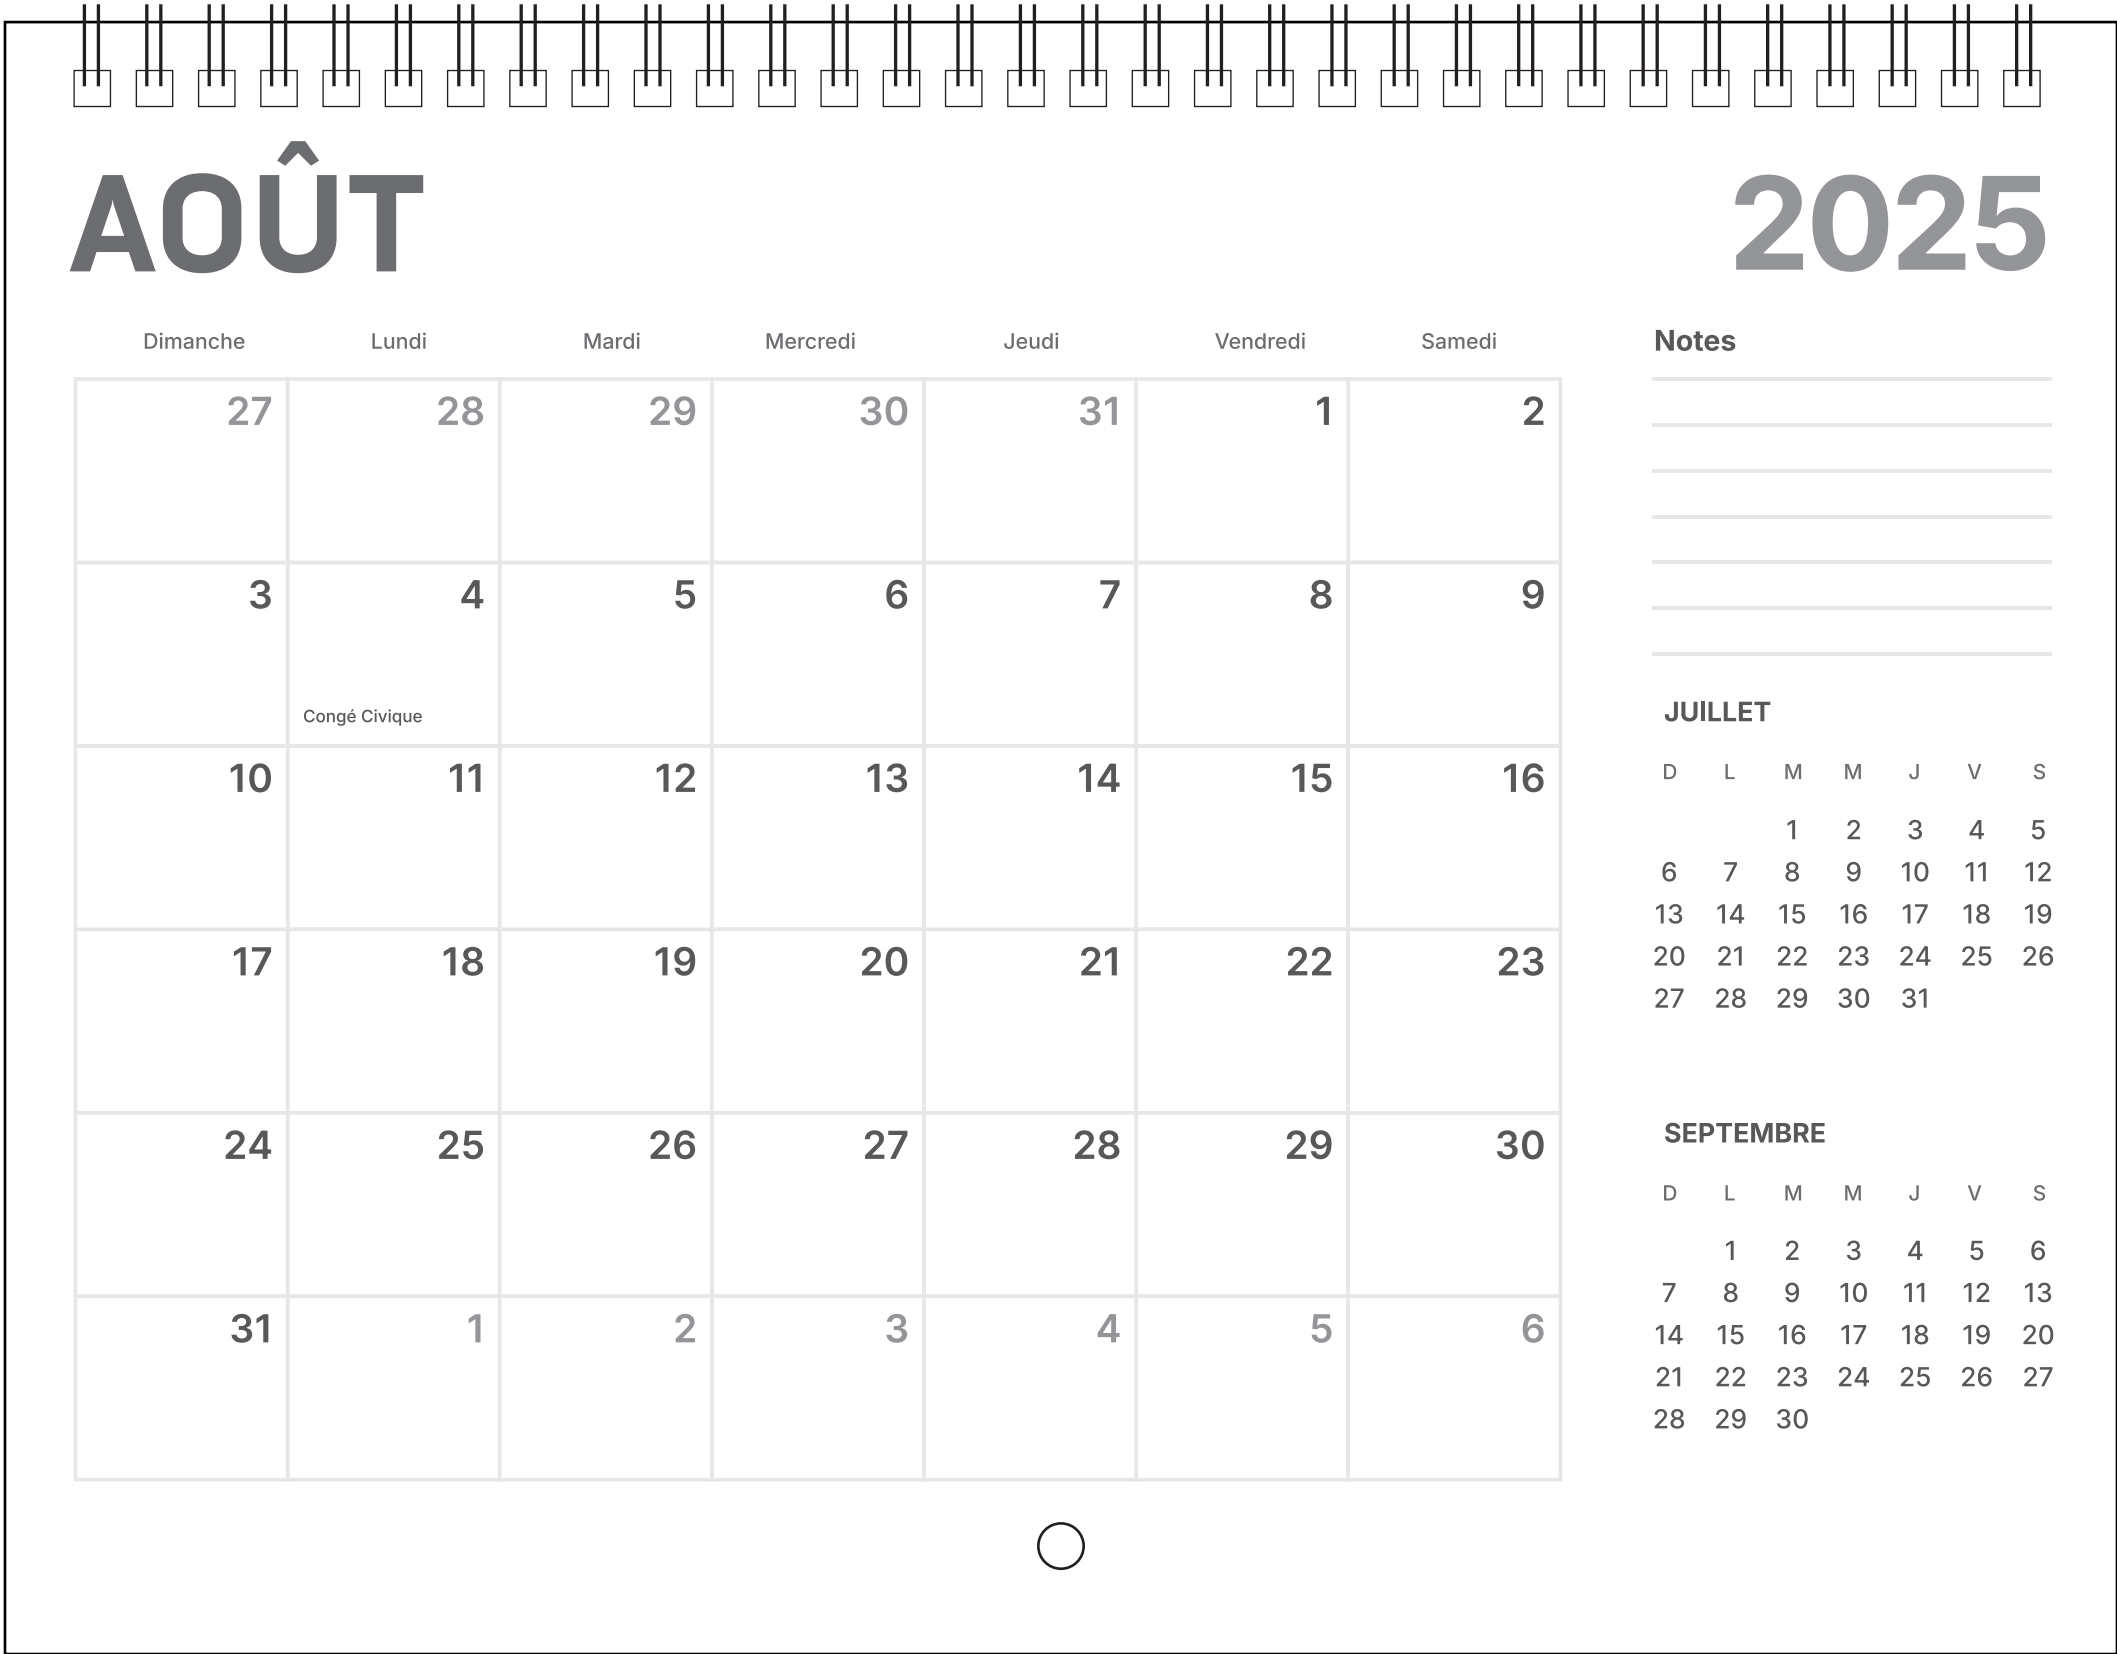 AOÛT 2025
Dimanche Lundi Mardi Mercredi Jeudi Vendredi Samedi
27 28 29 30 31 1 2
3 4 5 6 7 8 9
Congé Civique
10 11 12 13 14 15 16
17 18 19 20 21 22 23
24 25 26 27 28 29 30
31 1 2 3 4 5 6
Notes
JUILLET
D L M M J V S
1 2 3 4 5
6 7 8 9 10 11 12
13 14 15 16 17 18 19
20 21 22 23 24 25 26
27 28 29 30 31
SEPTEMBRE
D L M M J V S
1 2 3 4 5 6
7 8 9 10 11 12 13
14 15 16 17 18 19 20
21 22 23 24 25 26 27
28 29 30